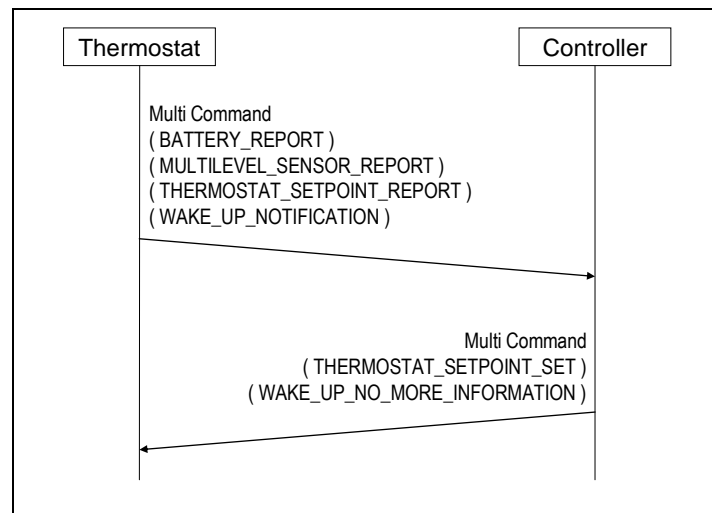 Thermostat
Controller
Multi Command
( BATTERY_REPORT )
( MULTILEVEL_SENSOR_REPORT )
( THERMOSTAT_SETPOINT_REPORT )
( WAKE_UP_NOTIFICATION )
Multi Command
( THERMOSTAT_SETPOINT_SET )
( WAKE_UP_NO_MORE_INFORMATION )